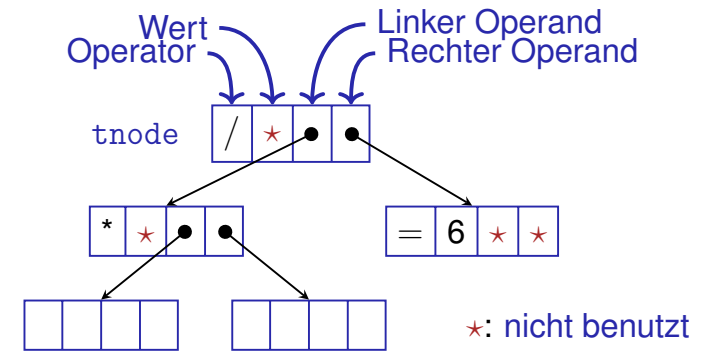 Wert
Linker Operand
Operator
Rechter Operand
tnode
/ ⋆
* ⋆
= 6 ⋆ ⋆
⋆: nicht benutzt